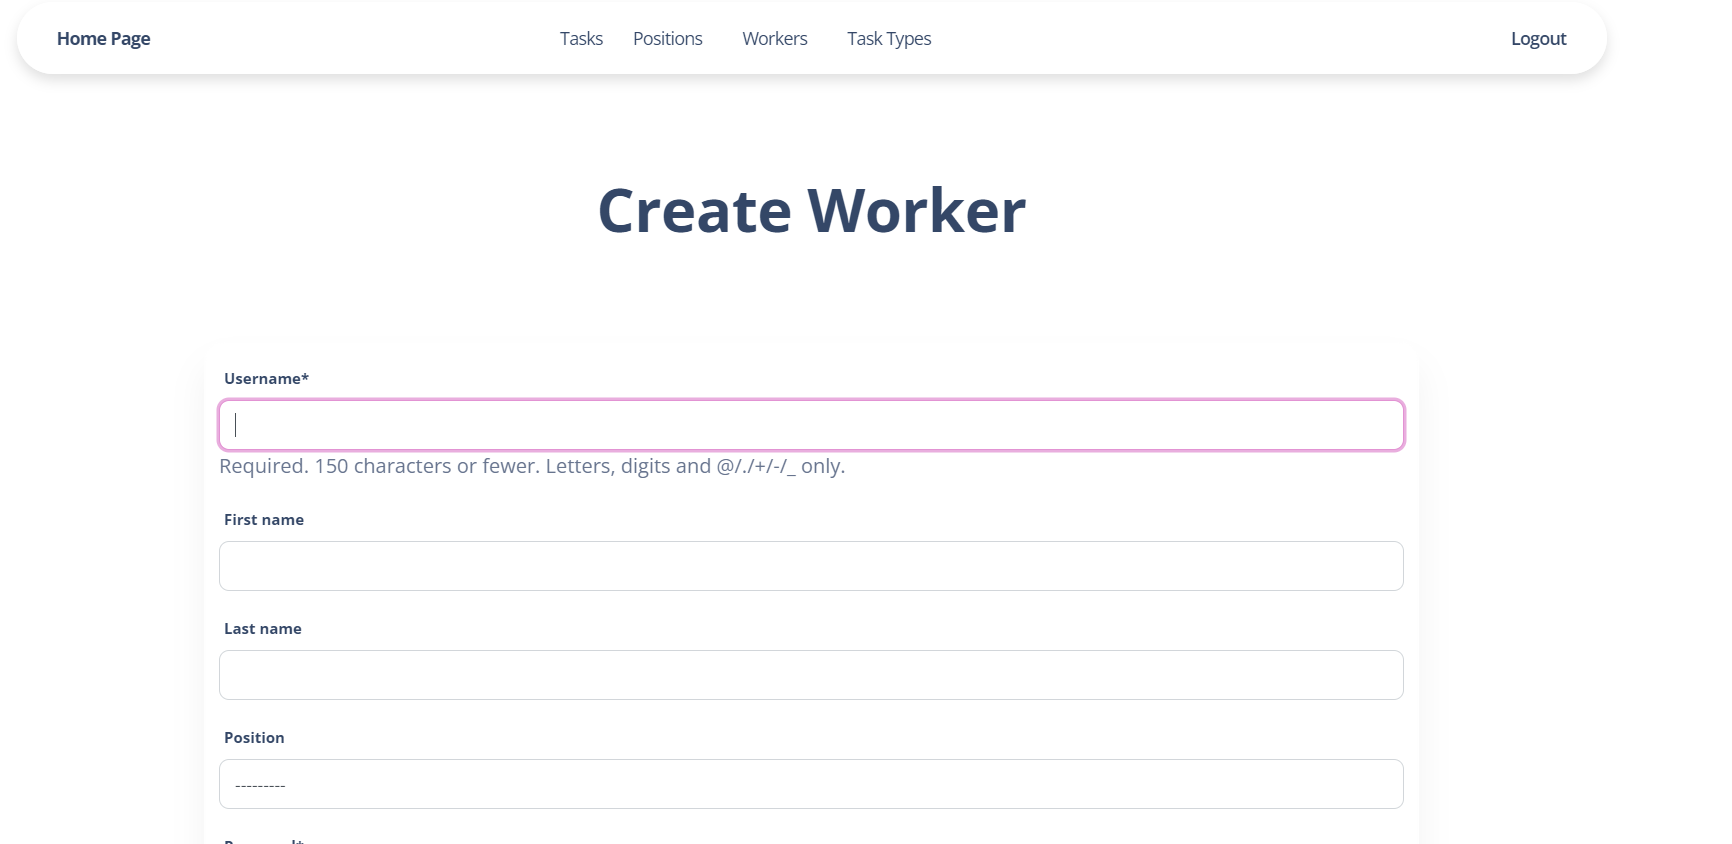 Home Page Tasks Positions Workers Task Types Logout
Create Worker
Username*
Required. 150 characters or fewer. Letters, digits and @/./+/-/_ only.
First name
Last name
Position
---------